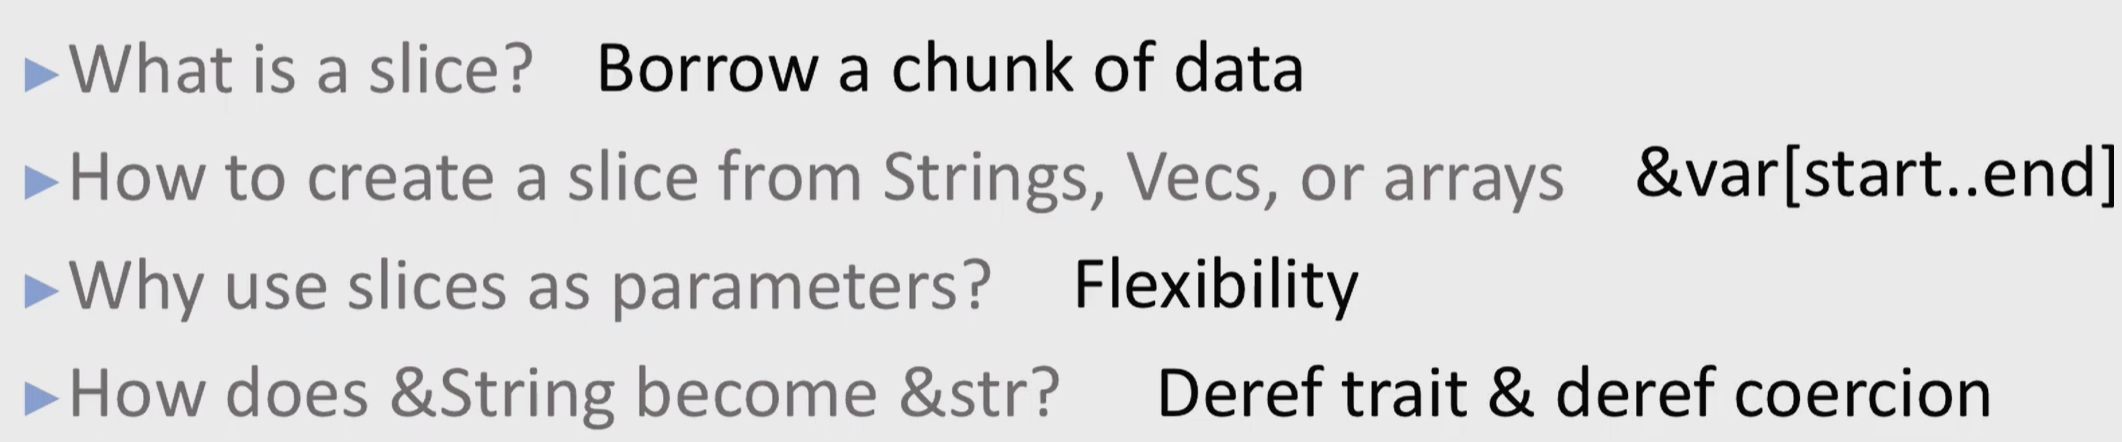 ▶What is a slice? Borrow a chunk of data
▶How to create a slice from Strings, Vecs, or arrays &var[start..end]
▶Why use slices as parameters? Flexibility
▶How does &String become &str? Deref trait & deref coercion